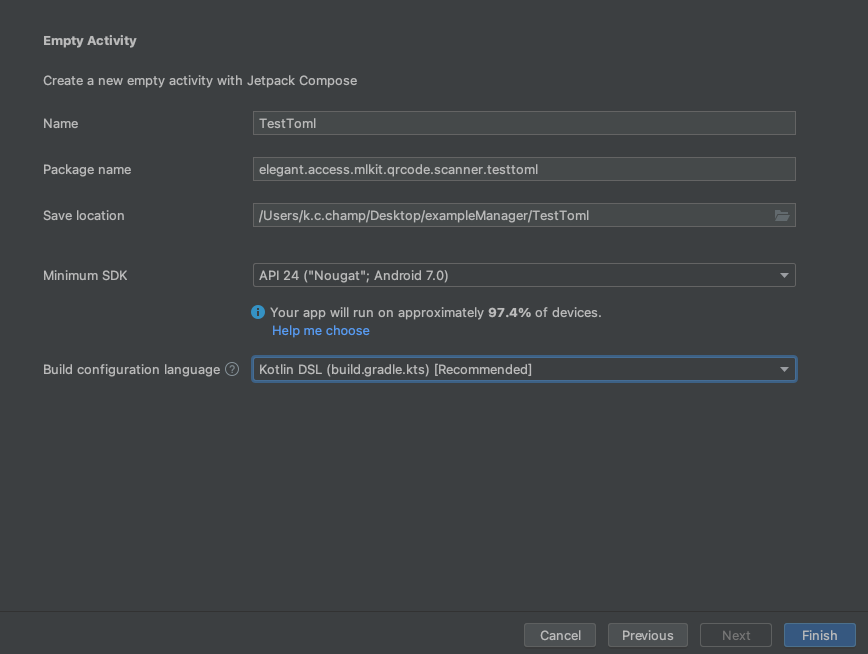 Empty Activity
Create a new empty activity with Jetpack Compose
Name TestToml
Package name elegant.access.mlkit.qrcode.scanner.testtoml
Save location /Users/k.c.champ/Desktop/exampleManager/TestToml
Minimum SDK API 24 ("Nougat"; Android 7.0)
Your app will run on approximately 97.4% of devices.
Help me choose
Build configuration language ? Kotlin DSL (build.gradle.kts) [Recommended]
Cancel Previous Next Finish